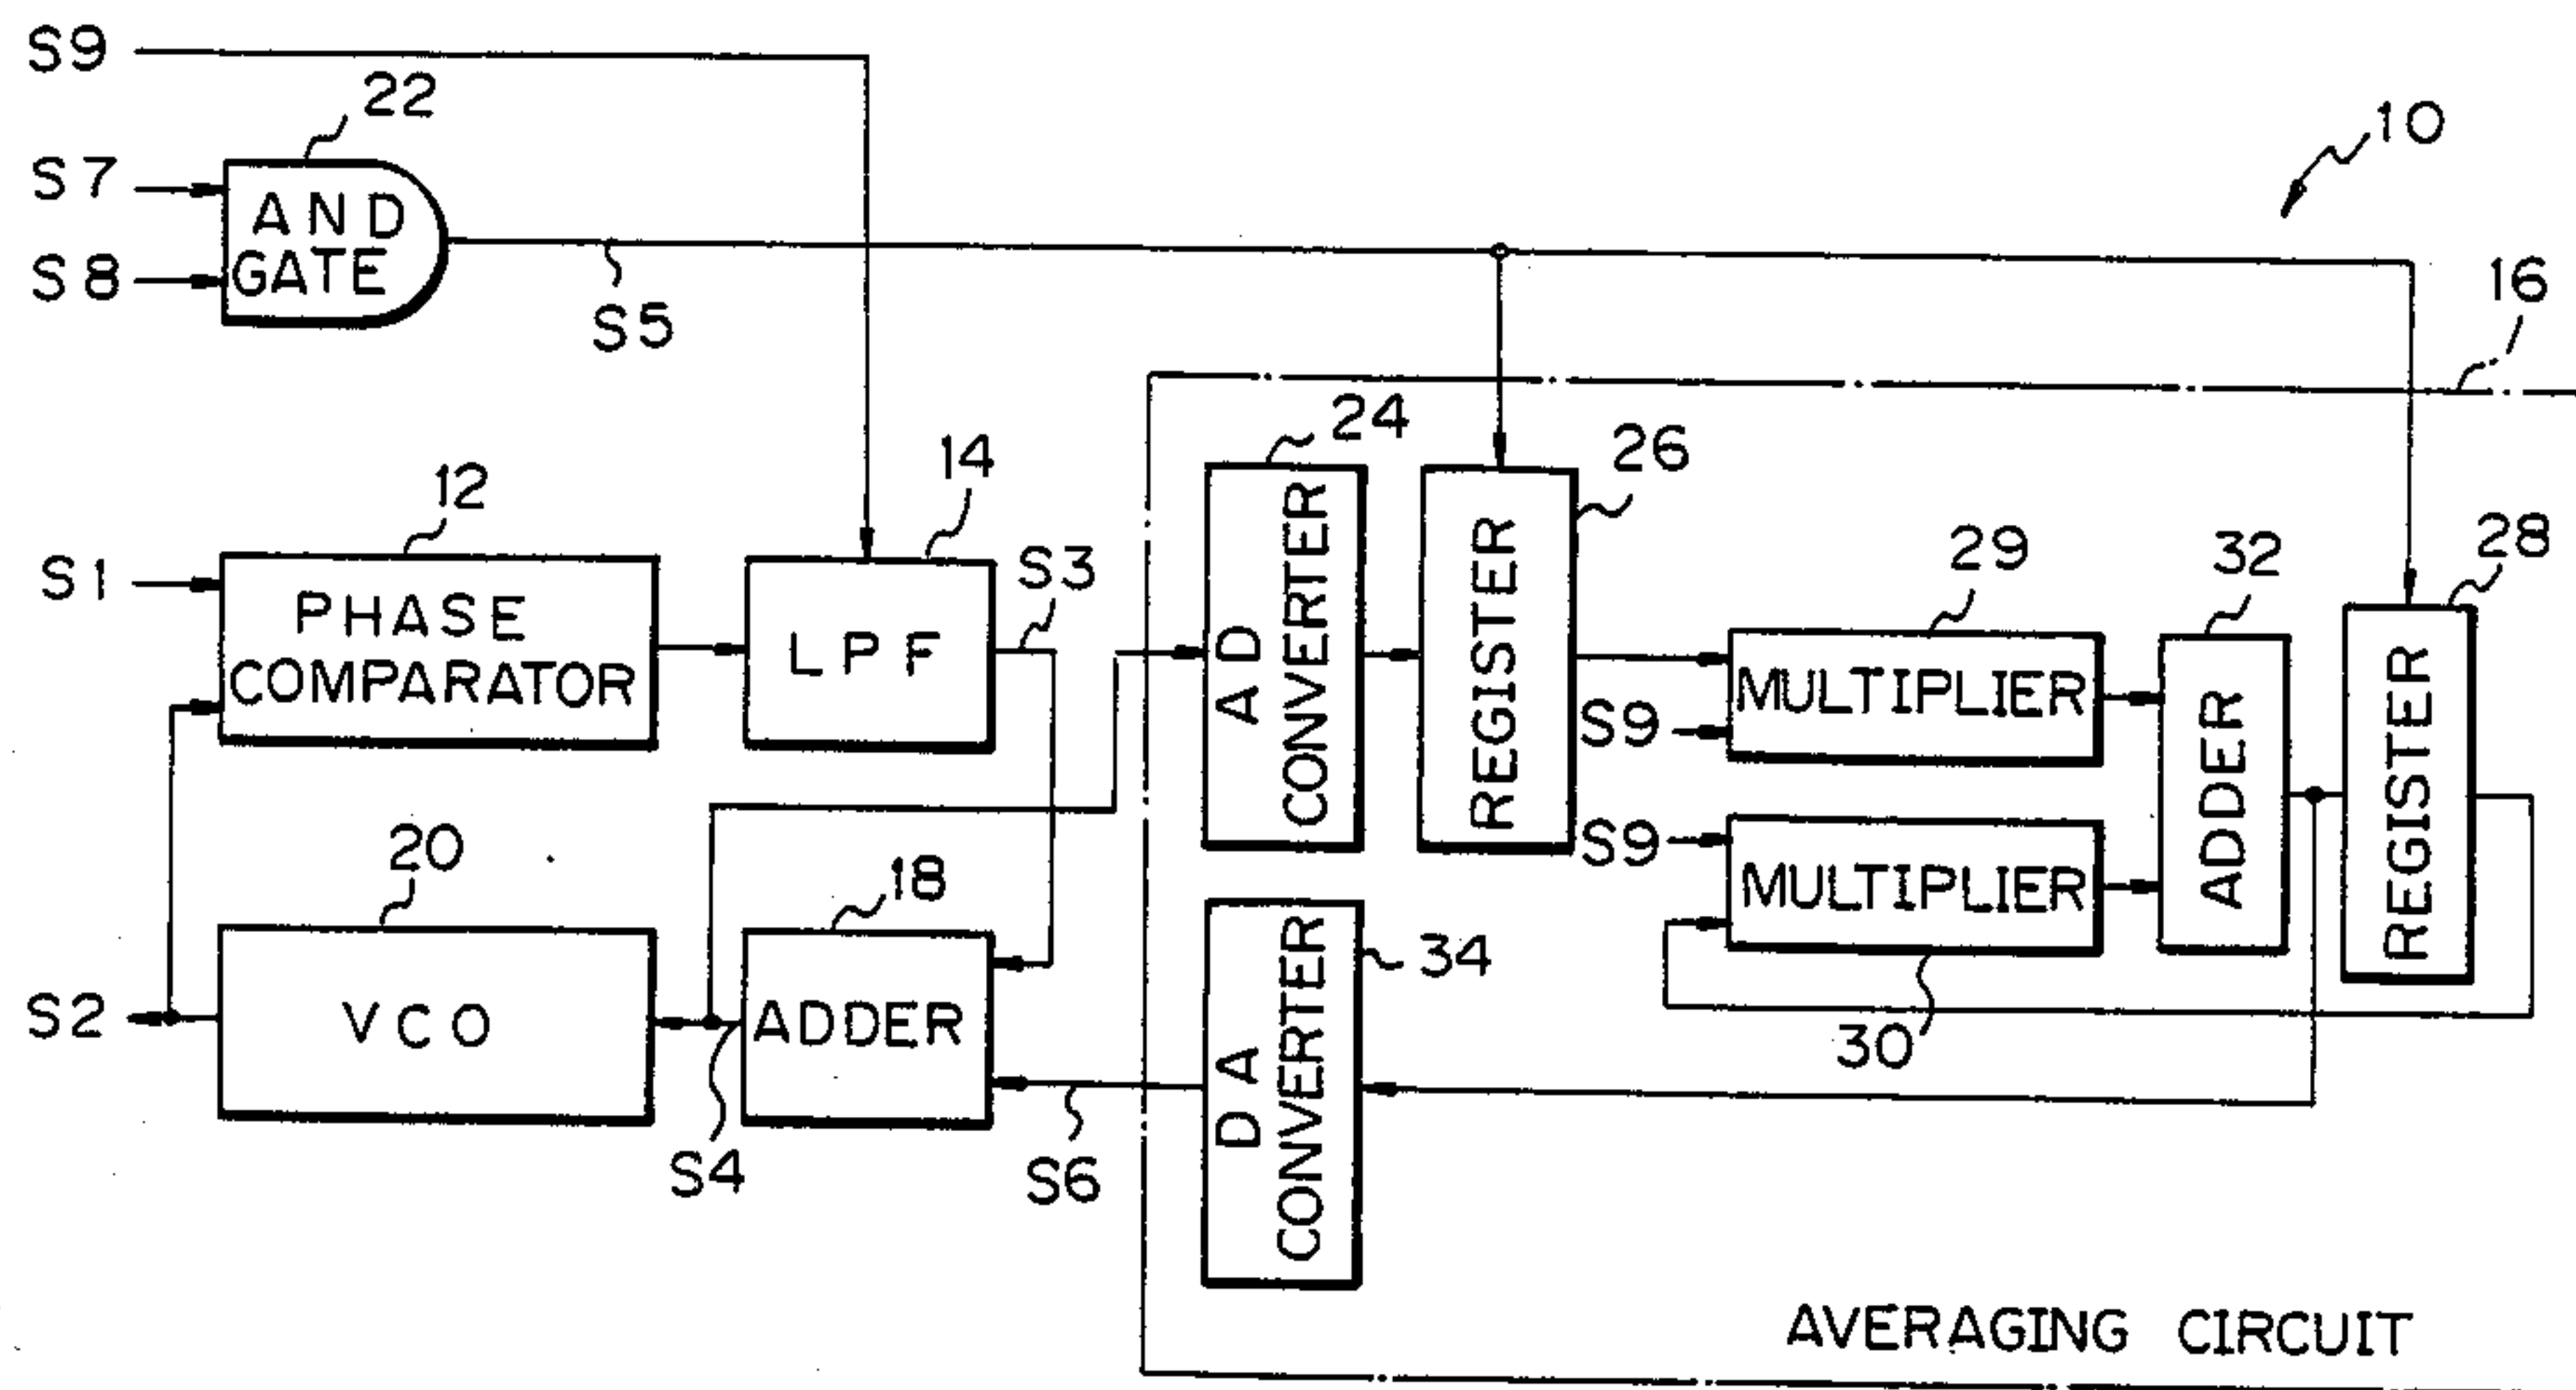 S9
22
10
S7
AND
GATE
S8
S5
16
24
26
14
12
S3
29
32
28
S1
PHASE
COMPARATOR
LPF
AD
CONVERTER
REGISTER
MULTIPLIER
S9
ADDER
REGISTER
S9
MULTIPLIER
20
18
34
30
S2
VCO
ADDER
DA
CONVERTER
S4
S6
AVERAGING CIRCUIT